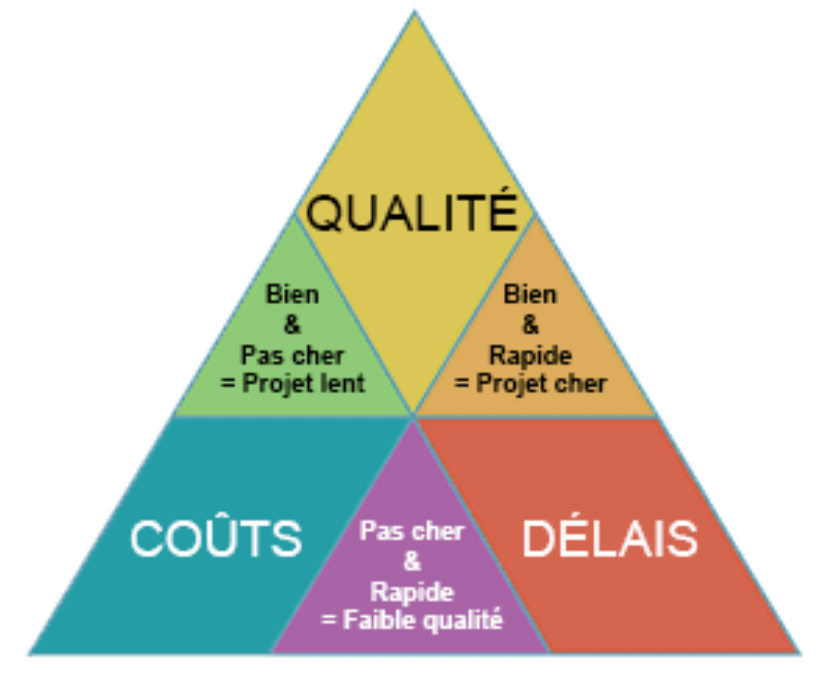 QUALITÉ
Bien
&
Pas cher
= Projet lent
Bien
&
Rapide
= Projet cher
COÛTS
Pas cher
&
Rapide
= Faible qualité
DÉLAIS